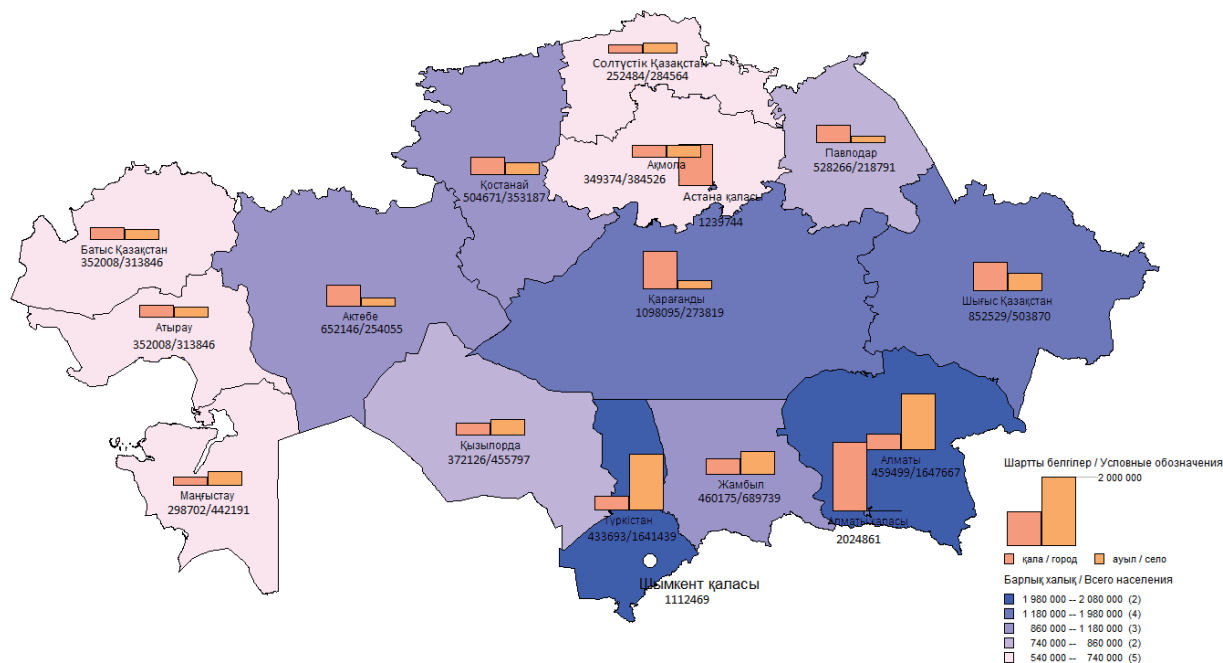 Солтүстік Қазақстан
252484/284564
Павлодар
528266/218791
Ақмола
349374/384526
Қостанай
504671/353187
Астана қаласы
1239744
Батыс Қазақстан
352008/313846
Қарағанды
1098095/273819
Шығыс Қазақстан
852529/503870
Актебе
652146/254055
Атырау
352008/313846
Қызылорда
372126/455797
Алматы
459499/1647667
Жамбыл
460175/689739
Маңғыстау
298702/442191
Түркістан
433693/1641439
Алматы қаласы
2024861
Шымкент қаласы
1112469
Шартты белгілер / Условные обозначения
2 000 000
қала / город
ауыл / село
Барлық халық / Всего населения
1 980 000 -- 2 080 000 (2)
1 180 000 -- 1 980 000 (4)
860 000 -- 1 180 000 (3)
740 000 -- 860 000 (2)
540 000 -- 740 000 (5)